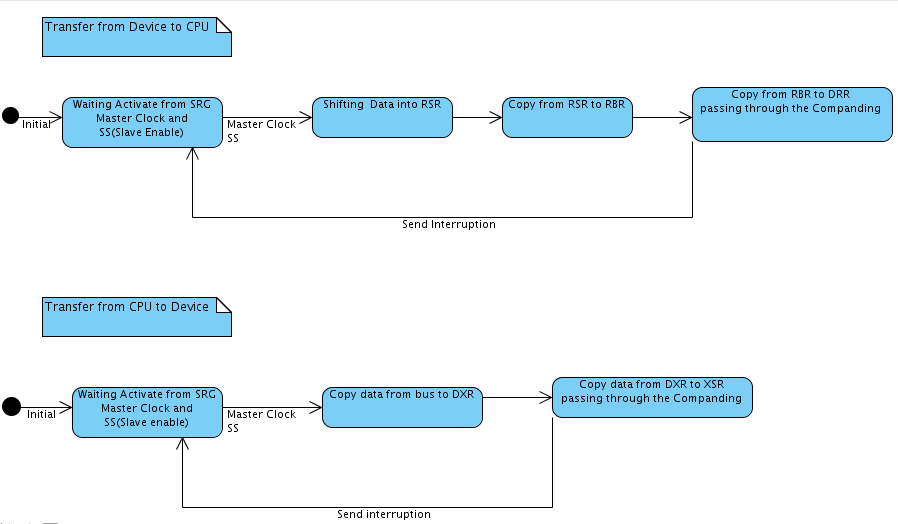 Transfer from Device to CPU
Initial
Waiting Activate from SRG
Master Clock and
SS(Slave Enable)
Master Clock
SS
Shifting  Data into RSR
Copy from RSR to RBR
Copy from RBR to DRR
passing through the Companding
Send Interruption
Transfer from CPU to Device
Initial
Waiting Activate from SRG
Master Clock and
SS(Slave enable)
Master Clock
SS
Copy data from bus to DXR
Copy data from DXR to XSR
passing through the Companding
Send interruption